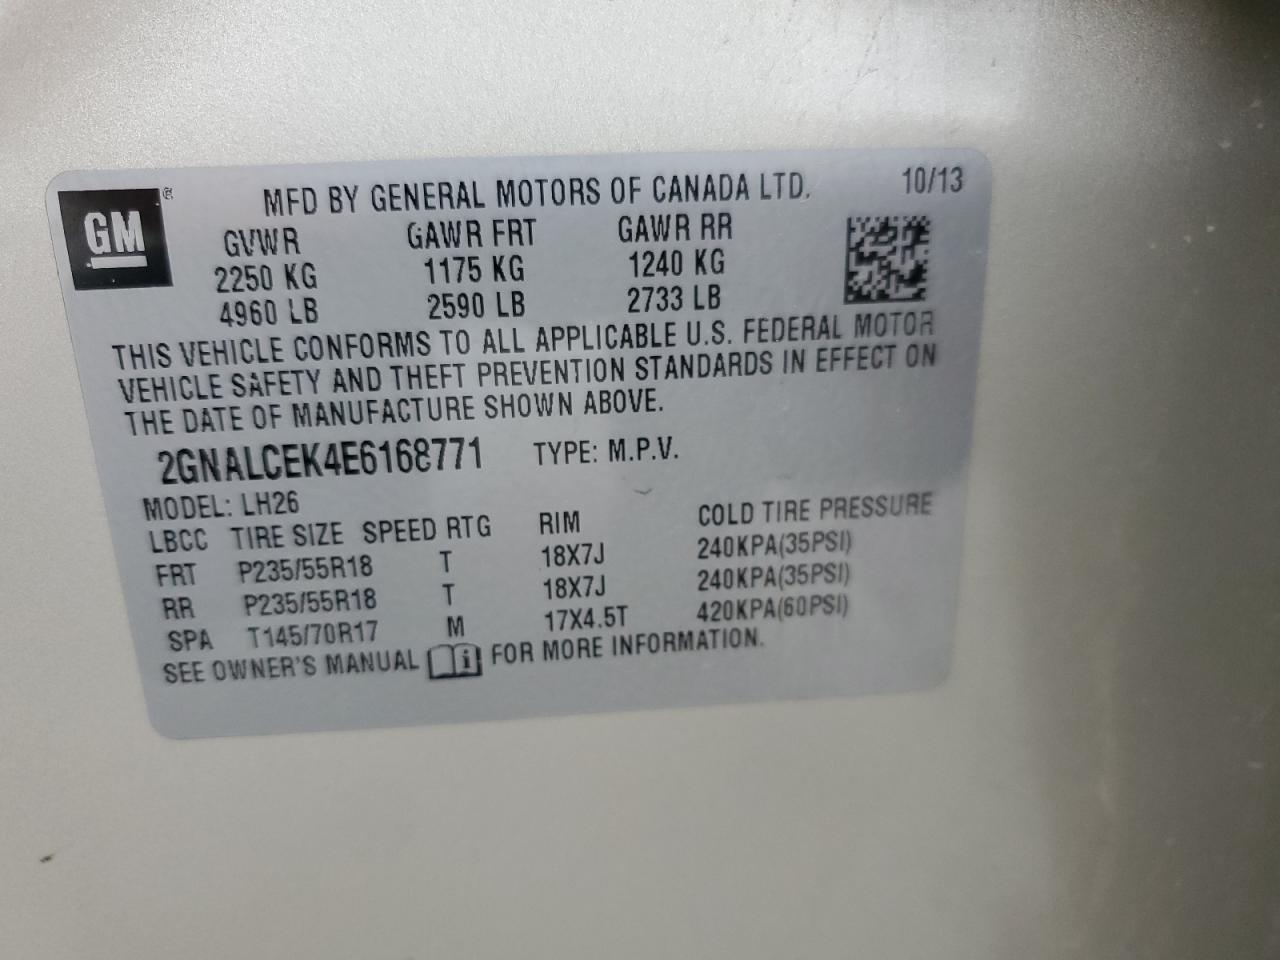 GM ®
MFD BY GENERAL MOTORS OF CANADA LTD. 10/13
GVWR GAWR FRT GAWR RR
2250 KG 1175 KG 1240 KG
4960 LB 2590 LB 2733 LB
THIS VEHICLE CONFORMS TO ALL APPLICABLE U.S. FEDERAL MOTOR
VEHICLE SAFETY AND THEFT PREVENTION STANDARDS IN EFFECT ON
THE DATE OF MANUFACTURE SHOWN ABOVE.
2GNALCEK4E6168771 TYPE: M.P.V.
MODEL: LH26
LBCC TIRE SIZE SPEED RTG RIM COLD TIRE PRESSURE
FRT P235/55R18 T 18X7J 240KPA(35PSI)
RR P235/55R18 T 18X7J 240KPA(35PSI)
SPA T145/70R17 M 17X4.5T 420KPA(60PSI)
SEE OWNER'S MANUAL i FOR MORE INFORMATION.